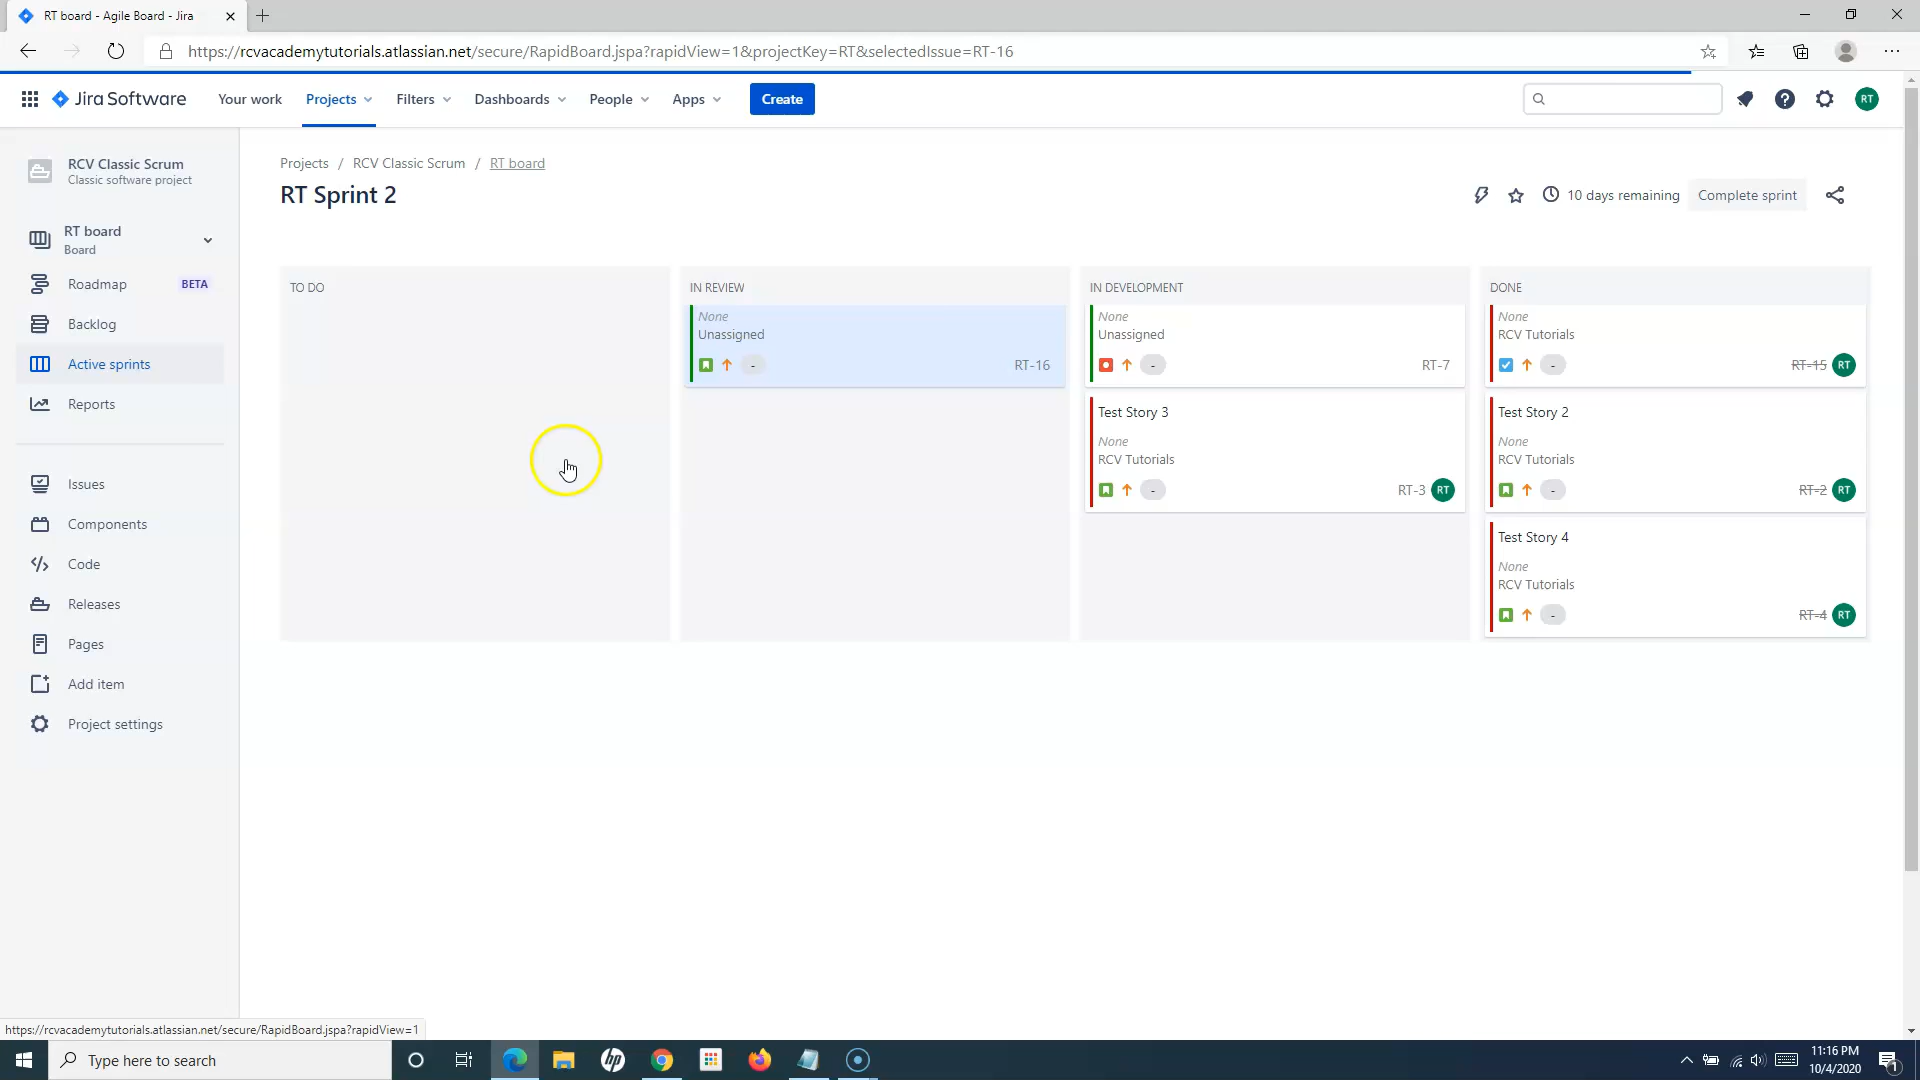 RT board - Agile Board - Jira
https://rcvacademytutorials.atlassian.net/secure/RapidBoard.jspa?rapidView=1&projectKey=RT&selectedIssue=RT-16
Jira Software
Your work
Projects
Filters
Dashboards
People
Apps
Create
RT
RCV Classic Scrum
Classic software project
RT board
Board
Roadmap
BETA
Backlog
Active sprints
Reports
Issues
Components
Code
Releases
Pages
Add item
Project settings
Projects / RCV Classic Scrum / RT board
RT Sprint 2
10 days remaining
Complete sprint
TO DO
IN REVIEW
None
Unassigned
-
RT-16
IN DEVELOPMENT
None
Unassigned
-
RT-7
Test Story 3
None
RCV Tutorials
-
RT-3
RT
DONE
None
RCV Tutorials
-
RT-15
RT
Test Story 2
None
RCV Tutorials
-
RT-2
RT
Test Story 4
None
RCV Tutorials
-
RT-4
RT
https://rcvacademytutorials.atlassian.net/secure/RapidBoard.jspa?rapidView=1
Type here to search
hp
11:16 PM
10/4/2020
1